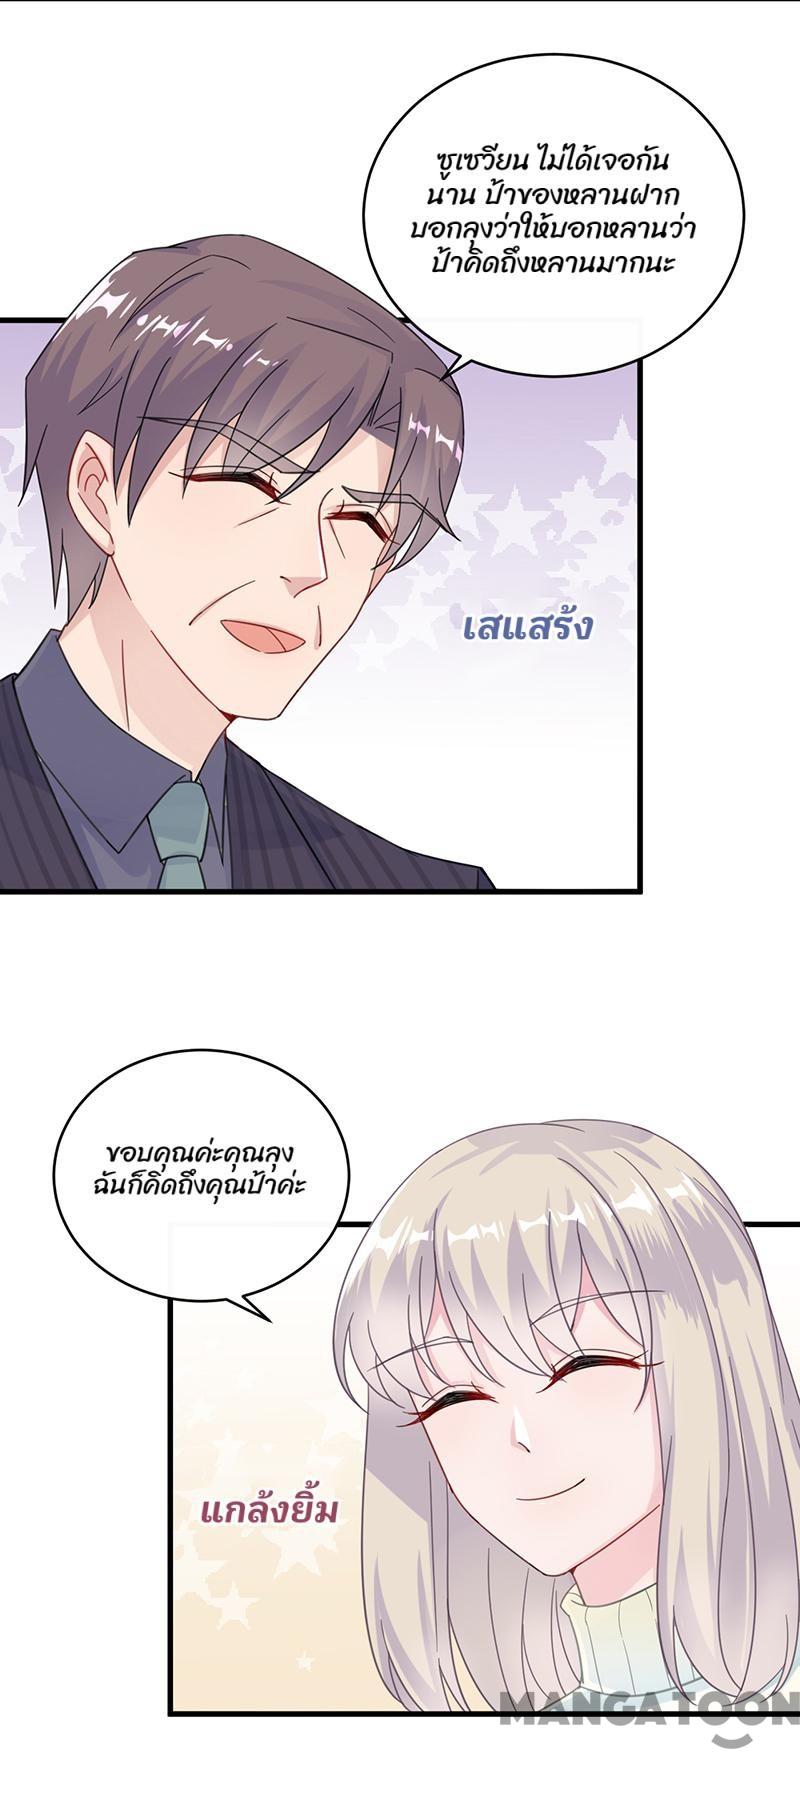 ซูเซวียน ไม่ได้เจอกัน
นาน ป้าของหลานฝาก
บอกลุงว่าให้บอกหลานว่า
ป้าคิดถึงหลานมากนะ
เสแสร้ง
ขอบคุณค่ะคุณลุง
ฉันก็คิดถึงคุณป้าค่ะ
แกล้งยิ้ม
MANGATOON